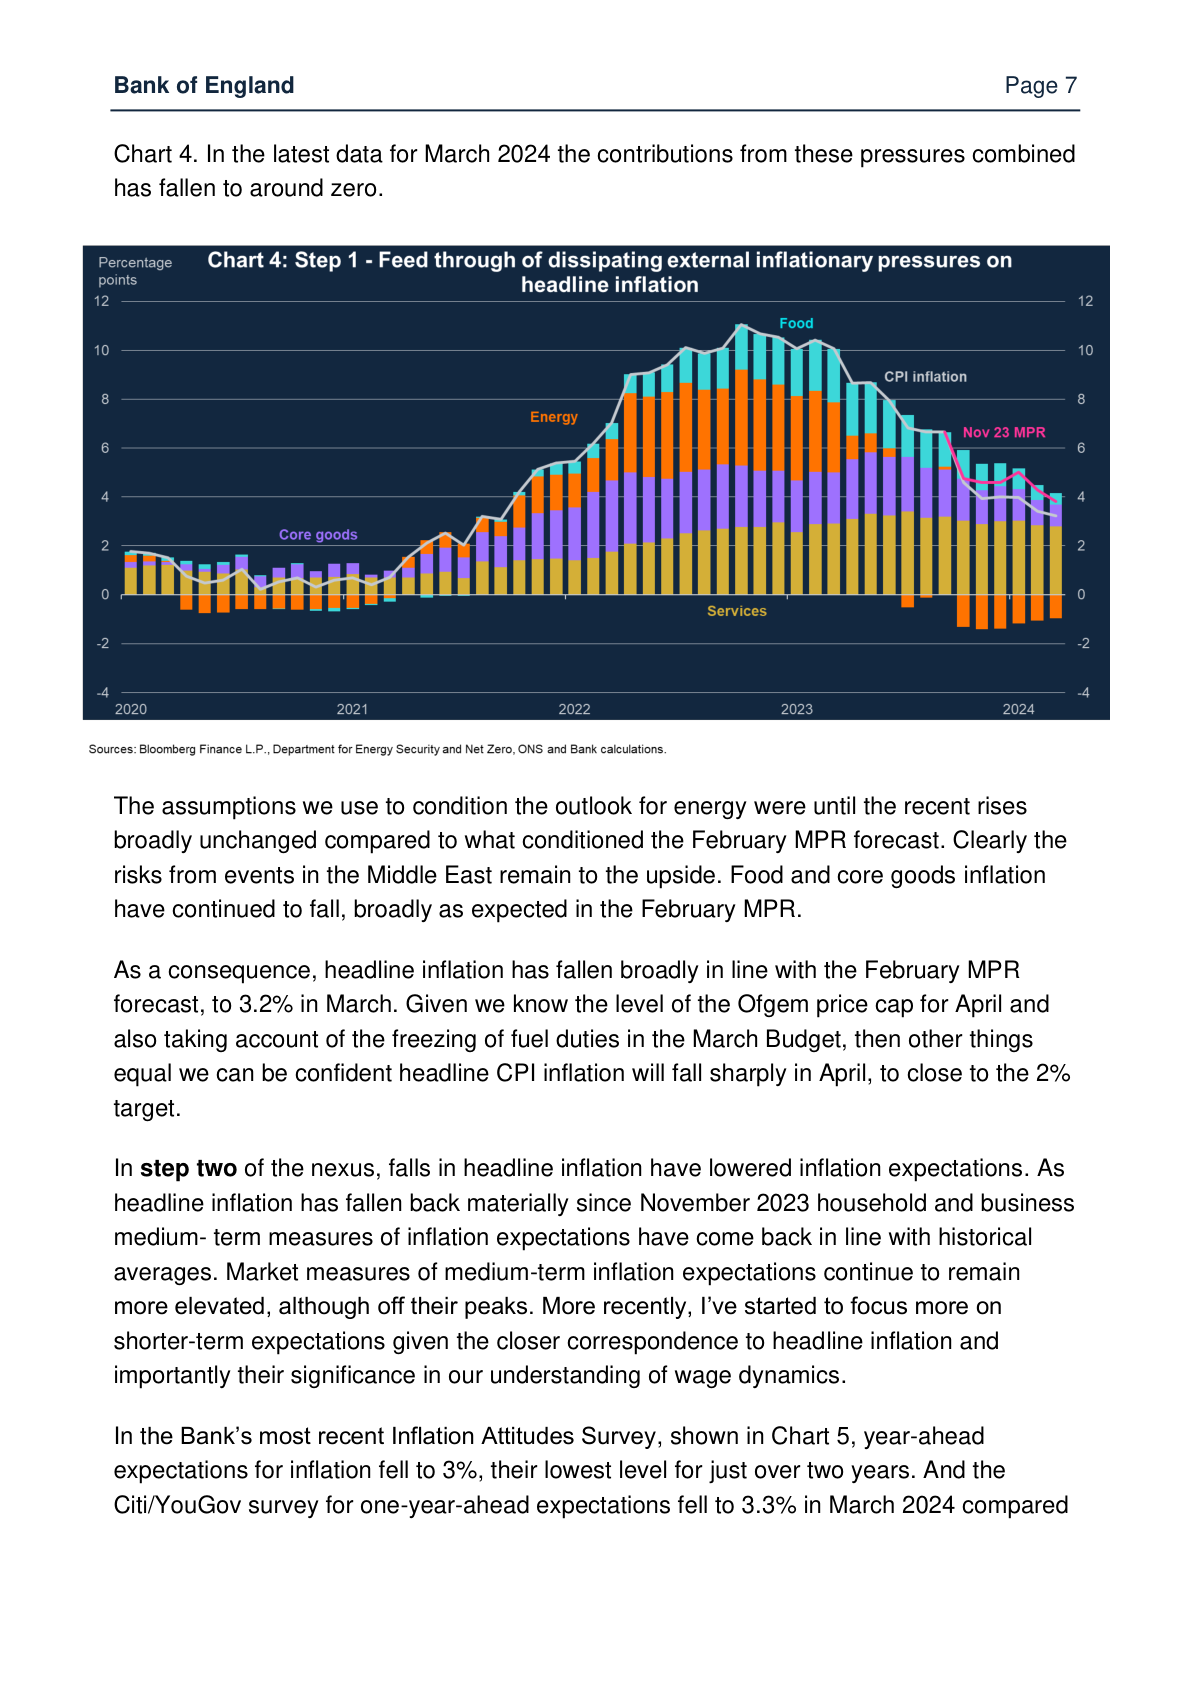 Bank of England Page 7
Chart 4. In the latest data for March 2024 the contributions from these pressures combined
has fallen to around zero.
Percentage
points
Chart 4: Step 1 - Feed through of dissipating external inflationary pressures on
headline inflation
12 12
Food
10 10
CPI inflation
8 8
Energy
Nov 23 MPR
6 6
4 4
Core goods
2 2
0 0
Services
-2 -2
-4 -4
2020 2021 2022 2023 2024
Sources: Bloomberg Finance L.P., Department for Energy Security and Net Zero, ONS and Bank calculations.
The assumptions we use to condition the outlook for energy were until the recent rises
broadly unchanged compared to what conditioned the February MPR forecast. Clearly the
risks from events in the Middle East remain to the upside. Food and core goods inflation
have continued to fall, broadly as expected in the February MPR.
As a consequence, headline inflation has fallen broadly in line with the February MPR
forecast, to 3.2% in March. Given we know the level of the Ofgem price cap for April and
also taking account of the freezing of fuel duties in the March Budget, then other things
equal we can be confident headline CPI inflation will fall sharply in April, to close to the 2%
target.
In step two of the nexus, falls in headline inflation have lowered inflation expectations. As
headline inflation has fallen back materially since November 2023 household and business
medium- term measures of inflation expectations have come back in line with historical
averages. Market measures of medium-term inflation expectations continue to remain
more elevated, although off their peaks. More recently, I’ve started to focus more on
shorter-term expectations given the closer correspondence to headline inflation and
importantly their significance in our understanding of wage dynamics.
In the Bank’s most recent Inflation Attitudes Survey, shown in Chart 5, year-ahead
expectations for inflation fell to 3%, their lowest level for just over two years. And the
Citi/YouGov survey for one-year-ahead expectations fell to 3.3% in March 2024 compared